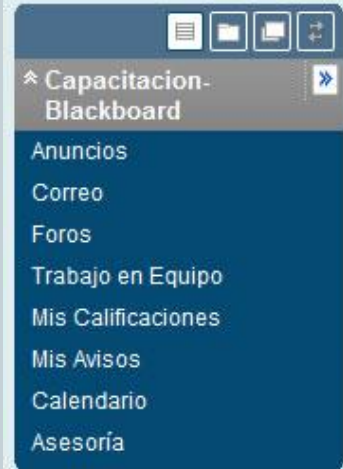 Capacitacion-
Blackboard
Anuncios
Correo
Foros
Trabajo en Equipo
Mis Calificaciones
Mis Avisos
Calendario
Asesoría